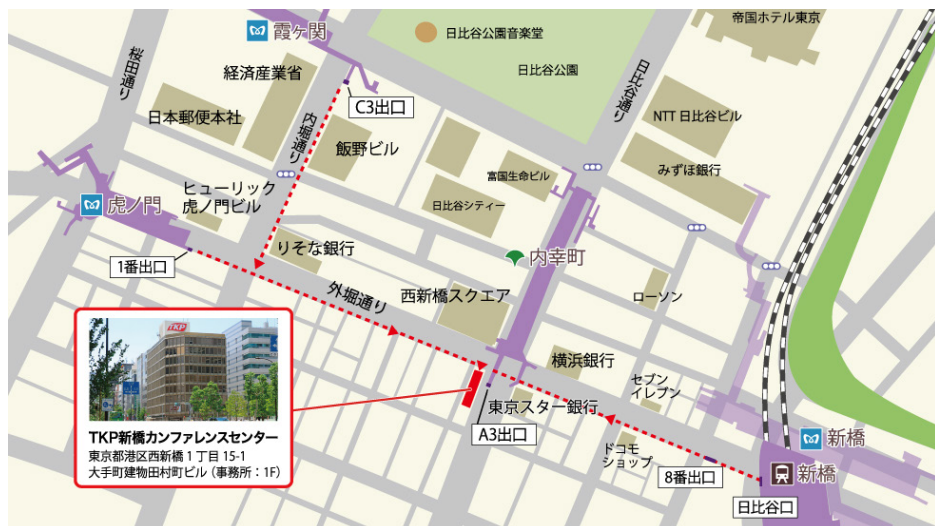 霞ヶ関
日比谷公園音楽堂
帝国ホテル東京
桜田通り
経済産業省
日比谷公園
日比谷通り
C3出口
日本郵便本社
内堀通り
飯野ビル
NTT 日比谷ビル
みずほ銀行
富国生命ビル
ヒューリック
虎ノ門ビル
虎ノ門
日比谷シティー
りそな銀行
内幸町
1番出口
外堀通り
西新橋スクエア
ローソン
TKP
横浜銀行
セブン
イレブン
東京スター銀行
A3出口
TKP新橋カンファレンスセンター
東京都港区西新橋1丁目15-1
大手町建物田村町ビル（事務所：1F）
ドコモ
ショップ
8番出口
新橋
新橋
日比谷口